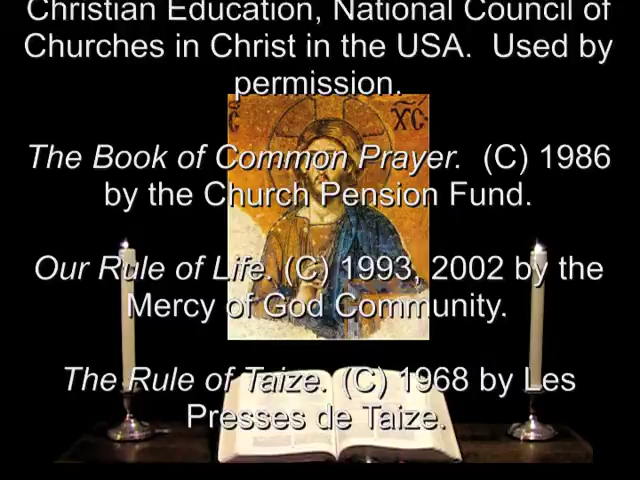 Christian Education, National Council of
Churches in Christ in the USA.  Used by
permission.
The Book of Common Prayer.  (C) 1986
by the Church Pension Fund.
Our Rule of Life. (C) 1993, 2002 by the
Mercy of God Community.
The Rule of Taize. (C) 1968 by Les
Presses de Taize.